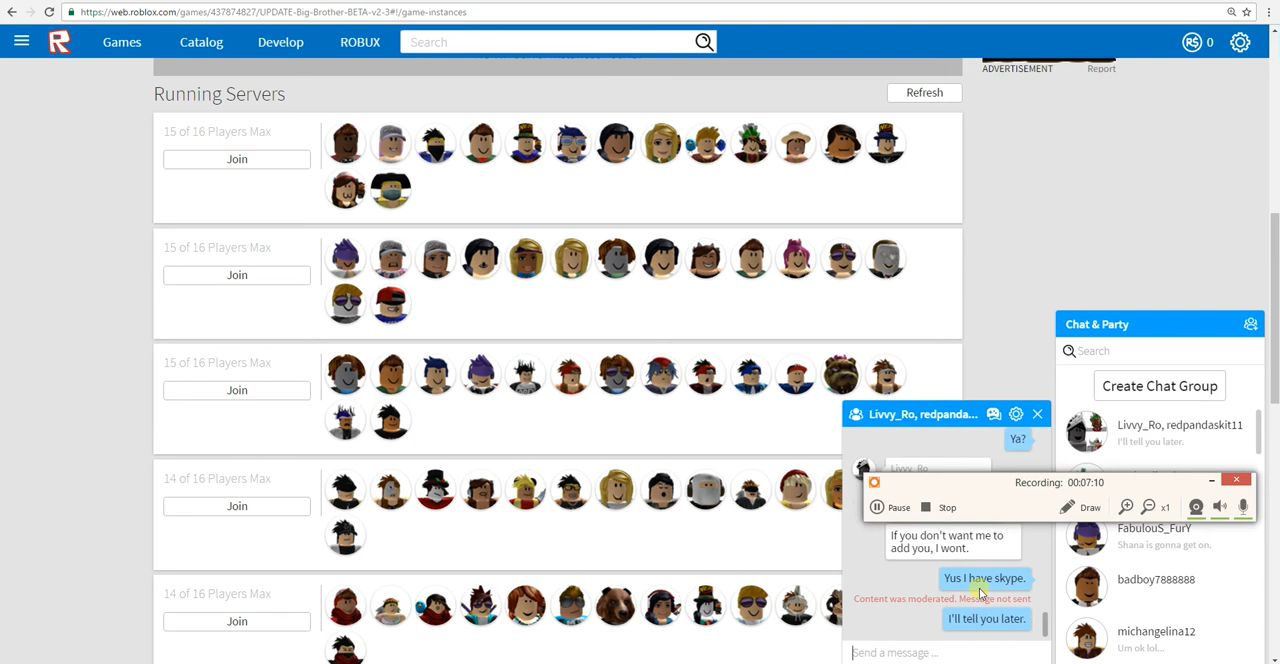 https://web.roblox.com/games/437874827/UPDATE-Big-Brother-BETA-v2-3#!/game-instances
Games Catalog Develop ROBUX Search R$ 0
ADVERTISEMENT Report
Running Servers Refresh
15 of 16 Players Max
Join
15 of 16 Players Max
Join
15 of 16 Players Max
Join
14 of 16 Players Max
Join
14 of 16 Players Max
Join
Chat & Party
Search
Create Chat Group
Livvy_Ro, redpandaskit11
I'll tell you later.
FabulouS_FurY
Shana is gonna get on.
badboy7888888
michangelina12
Um ok lol...
Livvy_Ro, redpanda...
Ya?
Livvy_Ro
Recording: 00:07:10
Pause Stop Draw x1
If you don't want me to
add you, I wont.
Yus I have skype.
Content was moderated. Message not sent
I'll tell you later.
Send a message ...